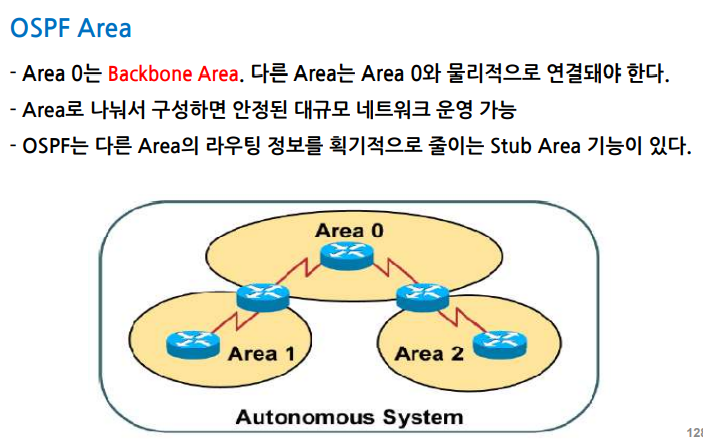 OSPF Area
- Area 0는 Backbone Area. 다른 Area는 Area 0와 물리적으로 연결돼야 한다.
- Area로 나눠서 구성하면 안정된 대규모 네트워크 운영 가능
- OSPF는 다른 Area의 라우팅 정보를 획기적으로 줄이는 Stub Area 기능이 있다.
Area 0
Area 1
Area 2
Autonomous System
128